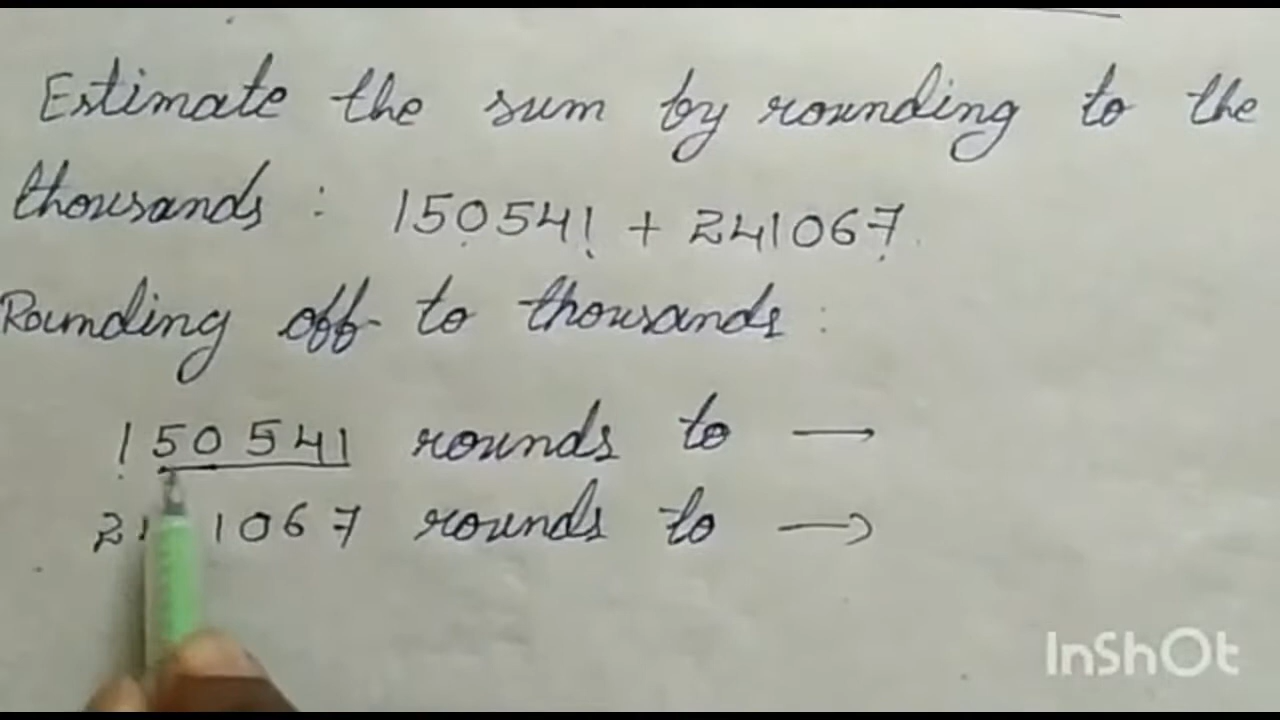 Estimate the sum by rounding to the
thousands : 150541 + 241067
Rounding off to thousands :
150541 rounds to →
1067 rounds to →
InShOt